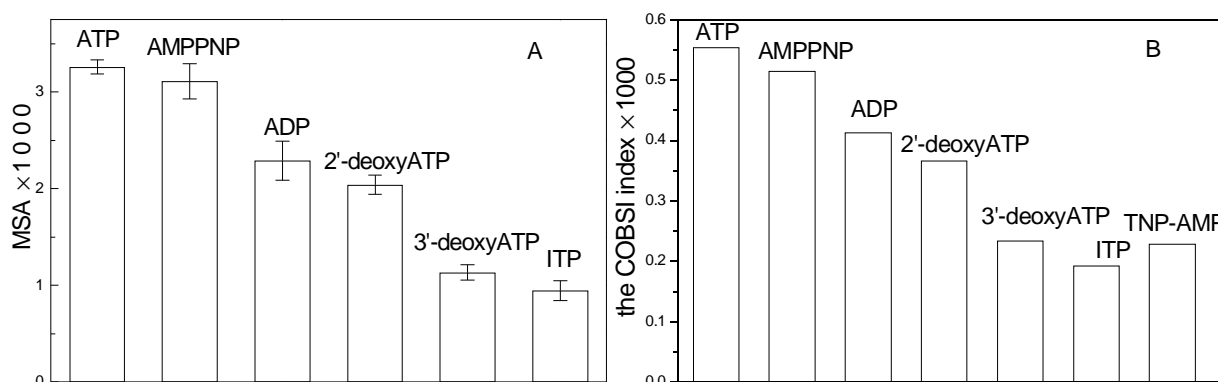 A
ATP
AMPPNP
ADP
2'-deoxyATP
3'-deoxyATP
ITP
MSA ×1000
3
2
1
0
B
ATP
AMPPNP
ADP
2'-deoxyATP
3'-deoxyATP
ITP
TNP-AMP
the COBSI index ×1000
0.6
0.5
0.4
0.3
0.2
0.1
0.0